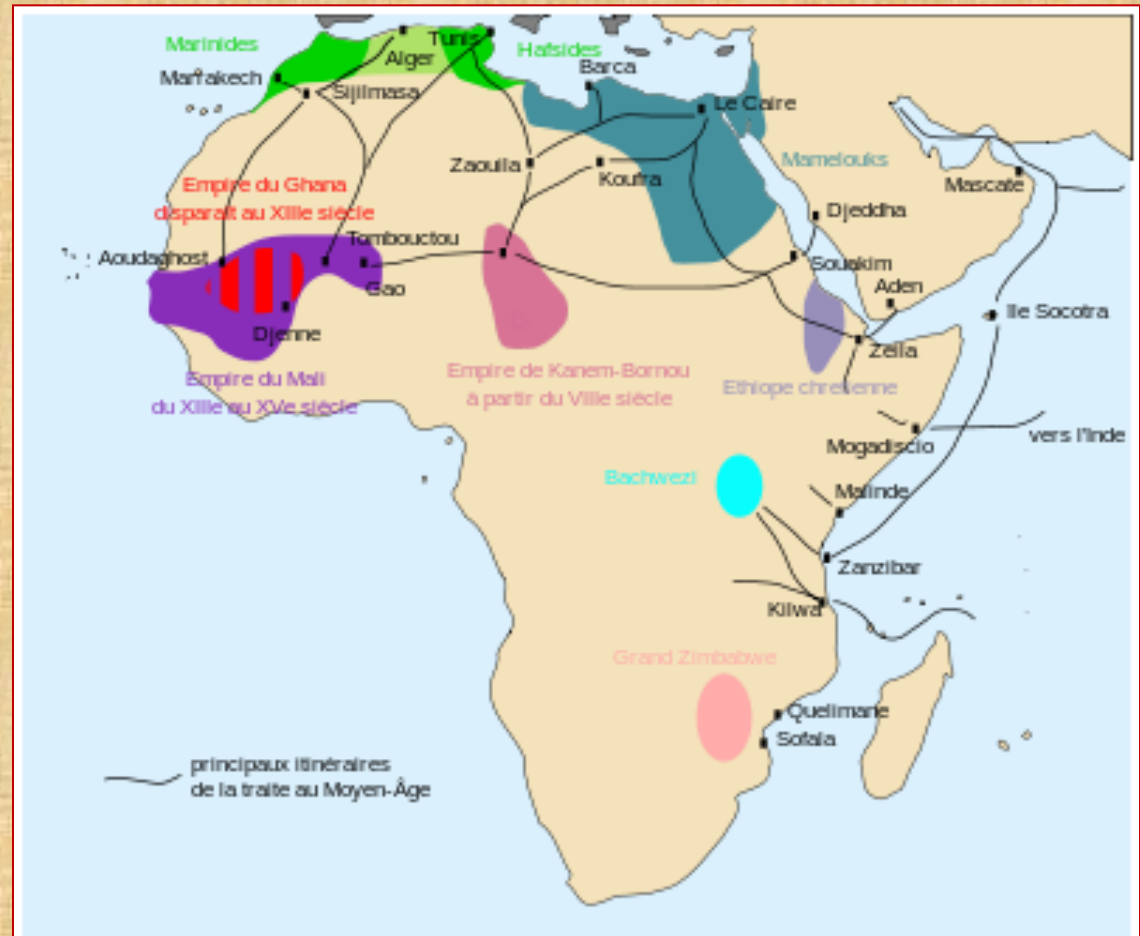 Marinides
Tunis
Hafsides
Alger
Barca
Marrakech
Sijilmasa
Le Caire
Zaouila
Koufra
Mamelouks
Mascate
Empire du Ghana
disparaît au XIIIe siècle
Djeddha
Tombouctou
Aoudaghost
Souakim
Gao
Aden
Ile Socotra
Djenne
Zeila
Empire du Mali
du XIIIe au XVe siècle
Empire de Kanem-Bornou
à partir du VIIIe siècle
Ethiope chretienne
vers l'Inde
Mogadiscio
Bachwezi
Malinde
Zanzibar
Kilwa
Grand Zimbabwe
Quelimane
Sofala
principaux itinéraires
de la traite au Moyen-Âge